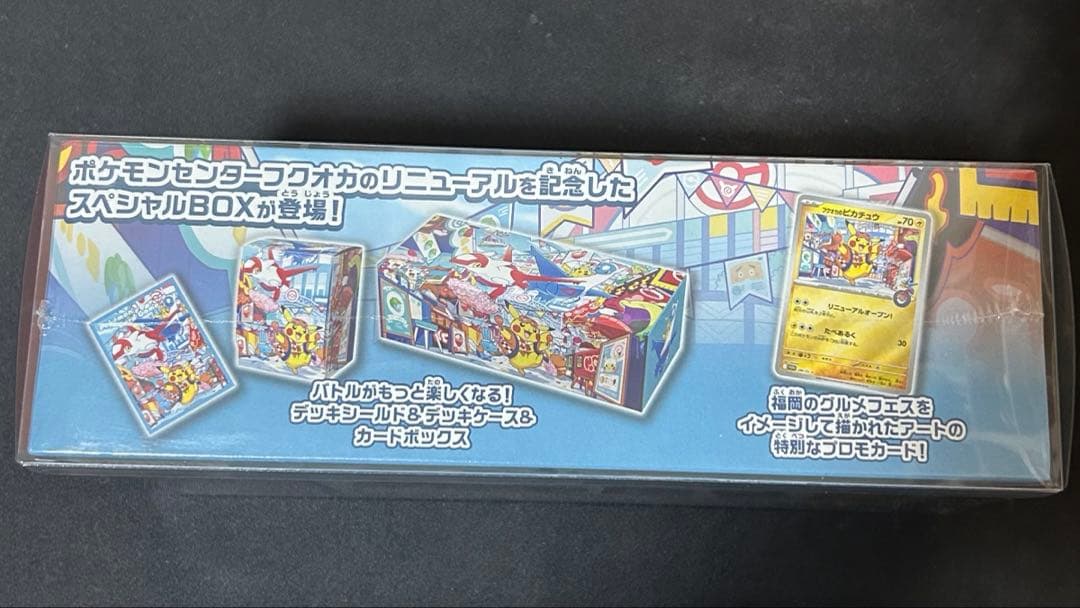 ポケモンセンターフクオカのリニューアルを記念した
スペシャルBOXが登場!
バトルがもっと楽しくなる!
デッキシールド&デッキケース&
カードボックス
フクオカのピカチュウ
HP70
リニューアルオープン!
たべあるく
30
福岡のグルメフェスを
イメージして描かれたアートの
特別なプロモカード!